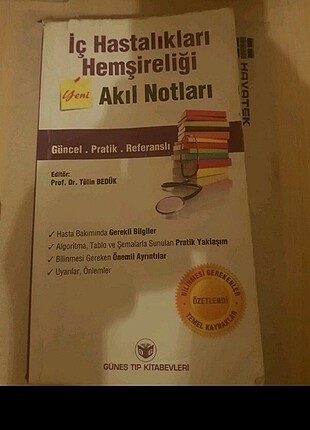 İç Hastalıkları
Hemşireliği
Yeni
Akıl Notları
Güncel . Pratik . Referanslı
Editör:
Prof. Dr. Tülin BEDÜK
✓ Hasta Bakımında Gerekli Bilgiler
✓ Algoritma, Tablo ve Şemalarla Sunulan Pratik Yaklaşım
✓ Bilinmesi Gereken Önemli Ayrıntılar
✓ Uyarılar, Önlemler
BİLİNMESİ GEREKENLER
ÖZETLENDİ
TEMEL KAYNAKLAR
GÜNEŞ TIP KİTABEVLERİ
HAVATEK